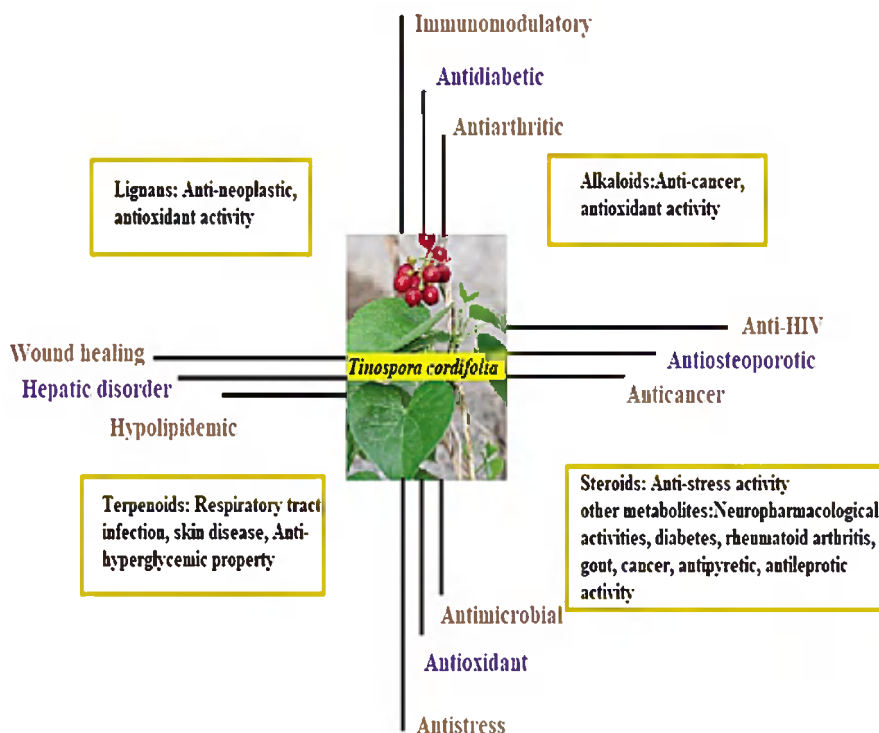 Immunomodulatory
Antidiabetic
Antiarthritic
Lignans: Anti-neoplastic,
antioxidant activity
Alkaloids:Anti-cancer,
antioxidant activity
Anti-HIV
Wound healing
Tinospora cordifolia
Antiosteoporotic
Hepatic disorder
Anticancer
Hypolipidemic
Terpenoids: Respiratory tract
infection, skin disease, Anti-
hyperglycemic property
Steroids: Anti-stress activity
other metabolites:Neuropharmacological
activities, diabetes, rheumatoid arthritis,
gout, cancer, antipyretic, antileprotic
activity
Antimicrobial
Antioxidant
Antistress